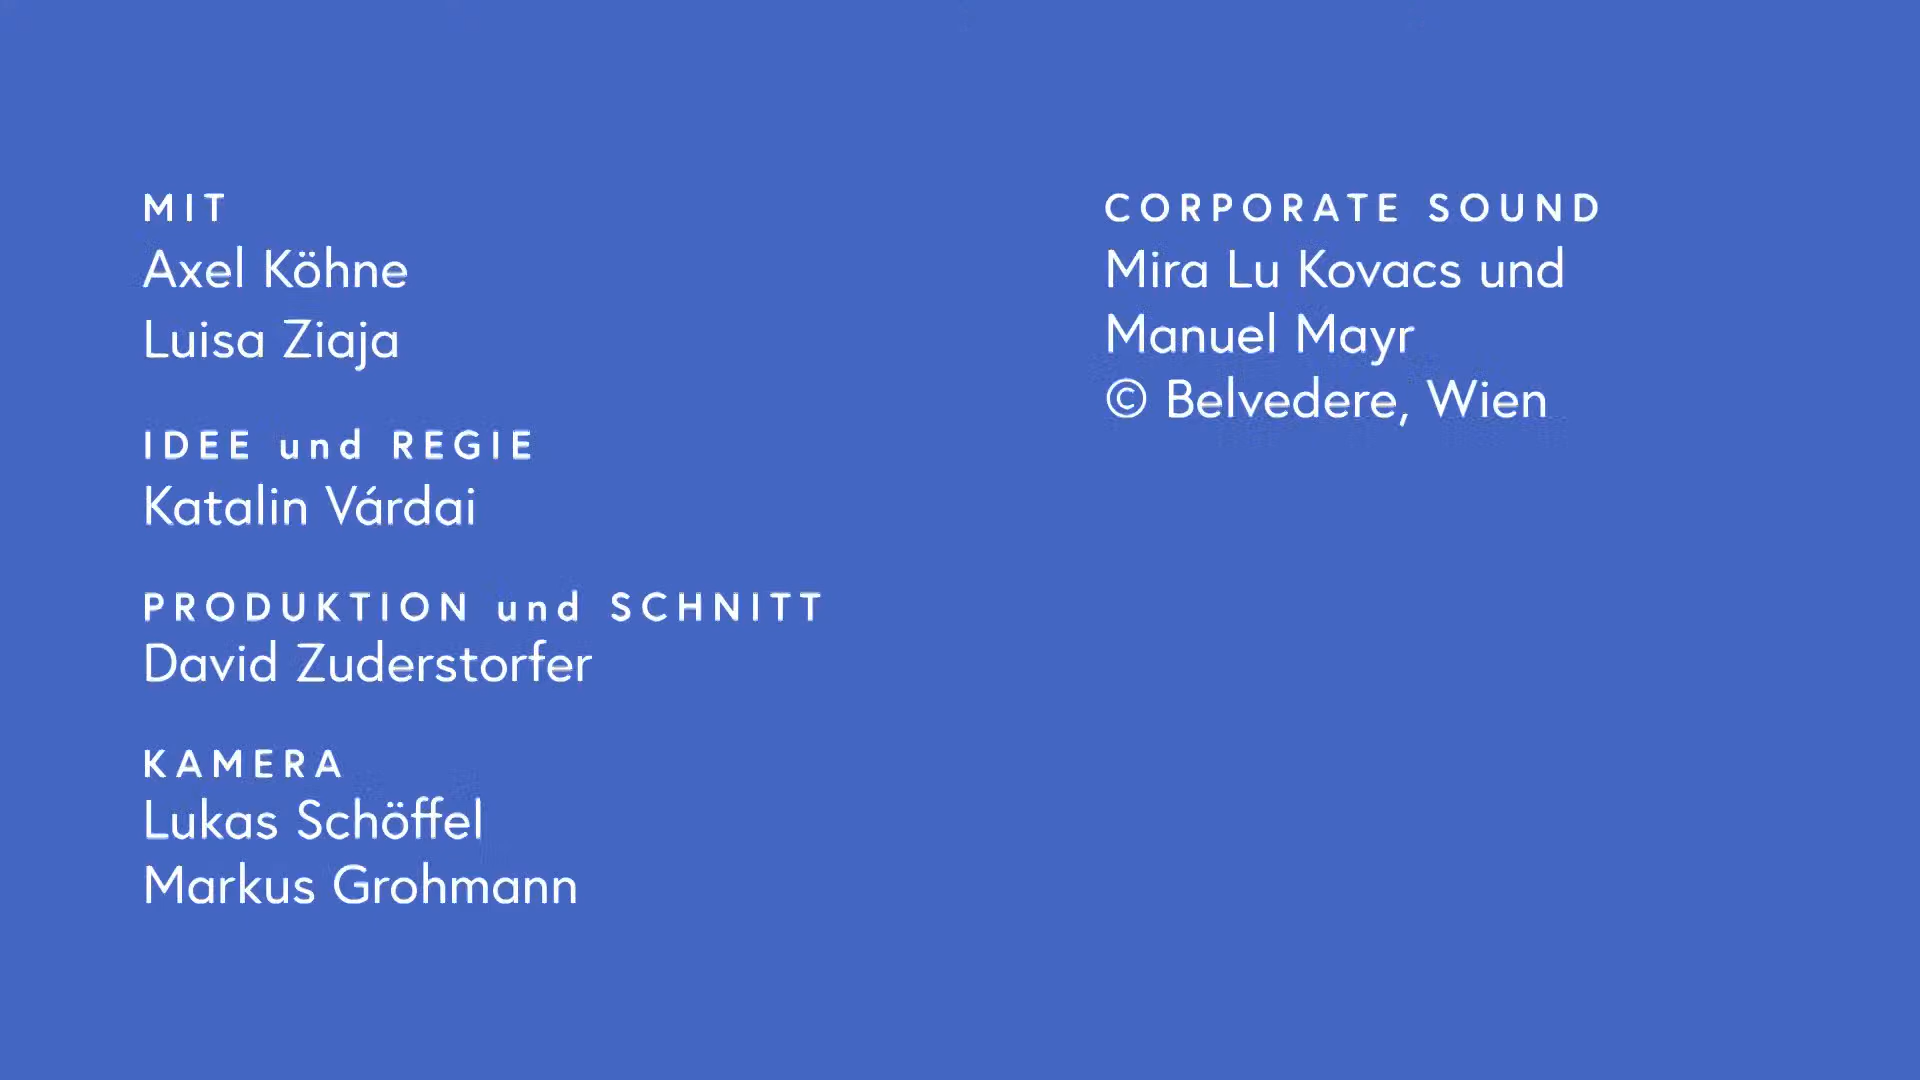 MIT
Axel Köhne
Luisa Ziaja
IDEE und REGIE
Katalin Várdai
PRODUKTION und SCHNITT
David Zuderstorfer
KAMERA
Lukas Schöffel
Markus Grohmann
CORPORATE SOUND
Mira Lu Kovacs und
Manuel Mayr
© Belvedere, Wien